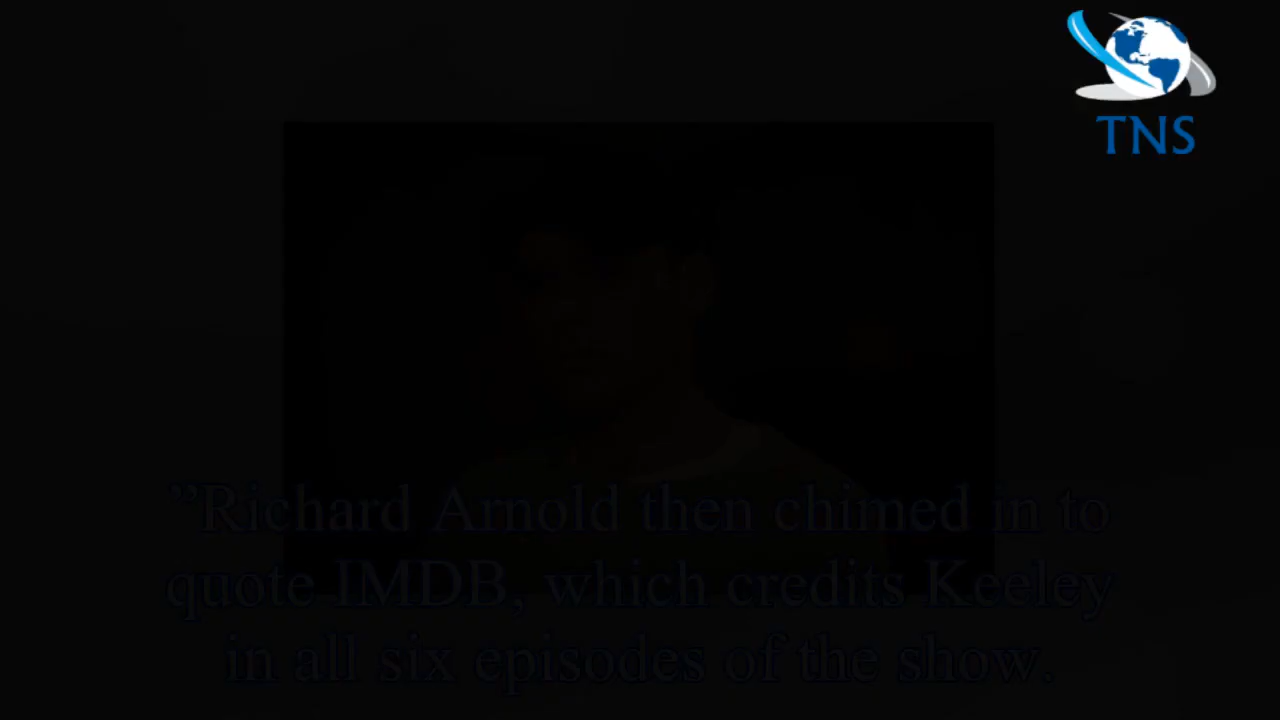 TNS
”Richard Arnold then chimed in to
quote IMDB, which credits Keeley
in all six episodes of the show.